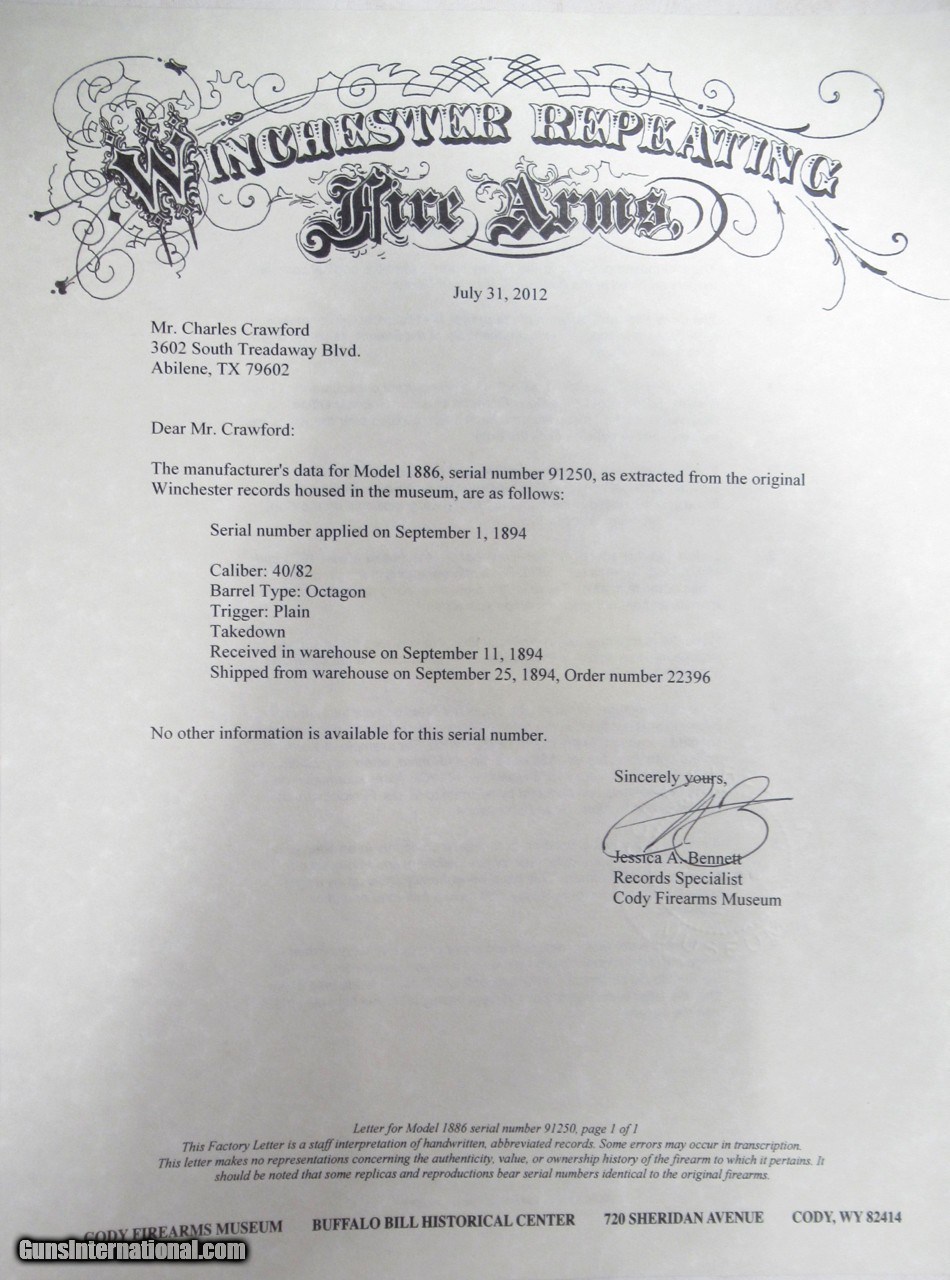 WINCHESTER REPEATING
Fire Arms.
July 31, 2012
Mr. Charles Crawford
3602 South Treadaway Blvd.
Abilene, TX 79602
Dear Mr. Crawford:
The manufacturer's data for Model 1886, serial number 91250, as extracted from the original
Winchester records housed in the museum, are as follows:
Serial number applied on September 1, 1894
Caliber: 40/82
Barrel Type: Octagon
Trigger: Plain
Takedown
Received in warehouse on September 11, 1894
Shipped from warehouse on September 25, 1894, Order number 22396
No other information is available for this serial number.
Sincerely yours,
Jessica A. Bennett
Records Specialist
Cody Firearms Museum
MUSEUM
Letter for Model 1886 serial number 91250, page 1 of 1
This Factory Letter is a staff interpretation of handwritten, abbreviated records. Some errors may occur in transcription.
This letter makes no representations concerning the authenticity, value, or ownership history of the firearm to which it pertains. It
should be noted that some replicas and reproductions bear serial numbers identical to the original firearms.
CODY FIREARMS MUSEUM BUFFALO BILL HISTORICAL CENTER 720 SHERIDAN AVENUE CODY, WY 82414
GunsInternational.com